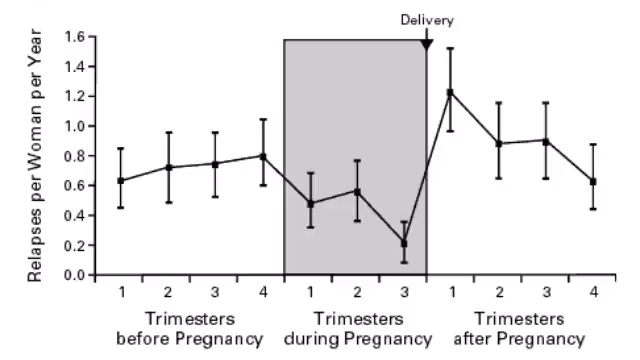 Delivery
Relapses per Woman per Year
1.6
1.4
1.2
1.0
0.8
0.6
0.4
0.2
0.0
1 2 3 4 1 2 3 1 2 3 4
Trimesters before Pregnancy
Trimesters during Pregnancy
Trimesters after Pregnancy